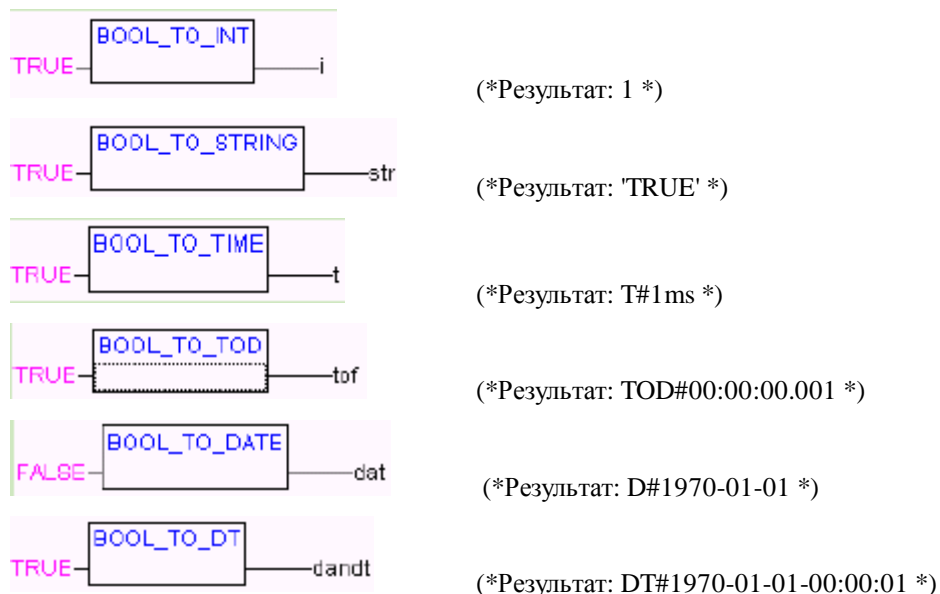 BOOL_TO_INT
TRUE i
(*Результат: 1 *)
BOOL_TO_STRING
TRUE str
(*Результат: 'TRUE' *)
BOOL_TO_TIME
TRUE t
(*Результат: T#1ms *)
BOOL_TO_TOD
TRUE tof
(*Результат: TOD#00:00:00.001 *)
BOOL_TO_DATE
FALSE dat
(*Результат: D#1970-01-01 *)
BOOL_TO_DT
TRUE dandt
(*Результат: DT#1970-01-01-00:00:01 *)